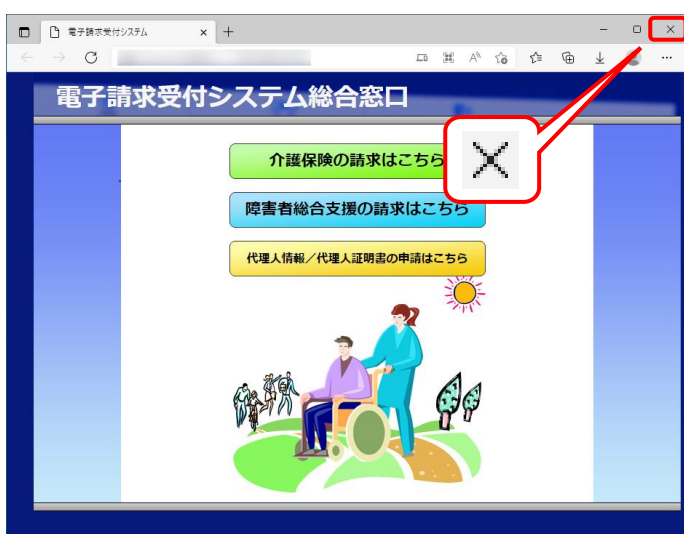 電子請求受付システム
電子請求受付システム総合窓口
介護保険の請求はこちら
障害者総合支援の請求はこちら
代理人情報／代理人証明書の申請はこちら